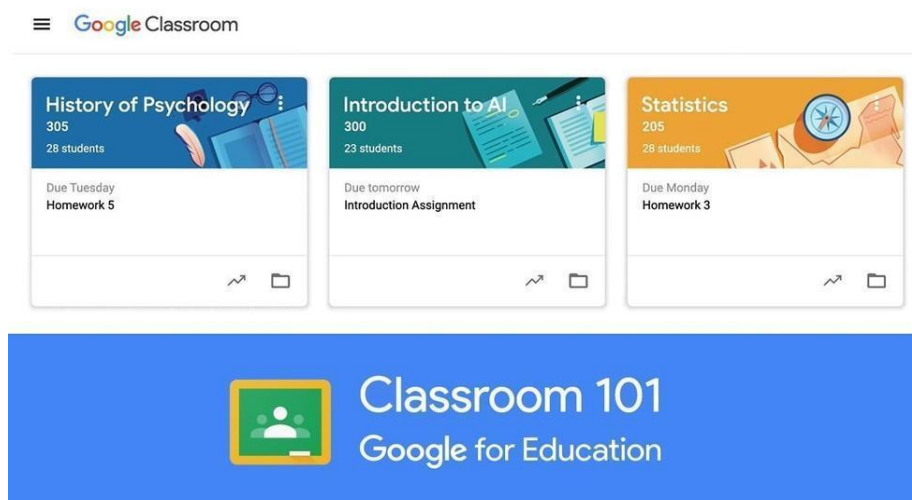 Google Classroom
History of Psychology
305
28 students
Due Tuesday
Homework 5
Introduction to AI
300
23 students
Due tomorrow
Introduction Assignment
Statistics
205
28 students
Due Monday
Homework 3
Classroom 101
Google for Education